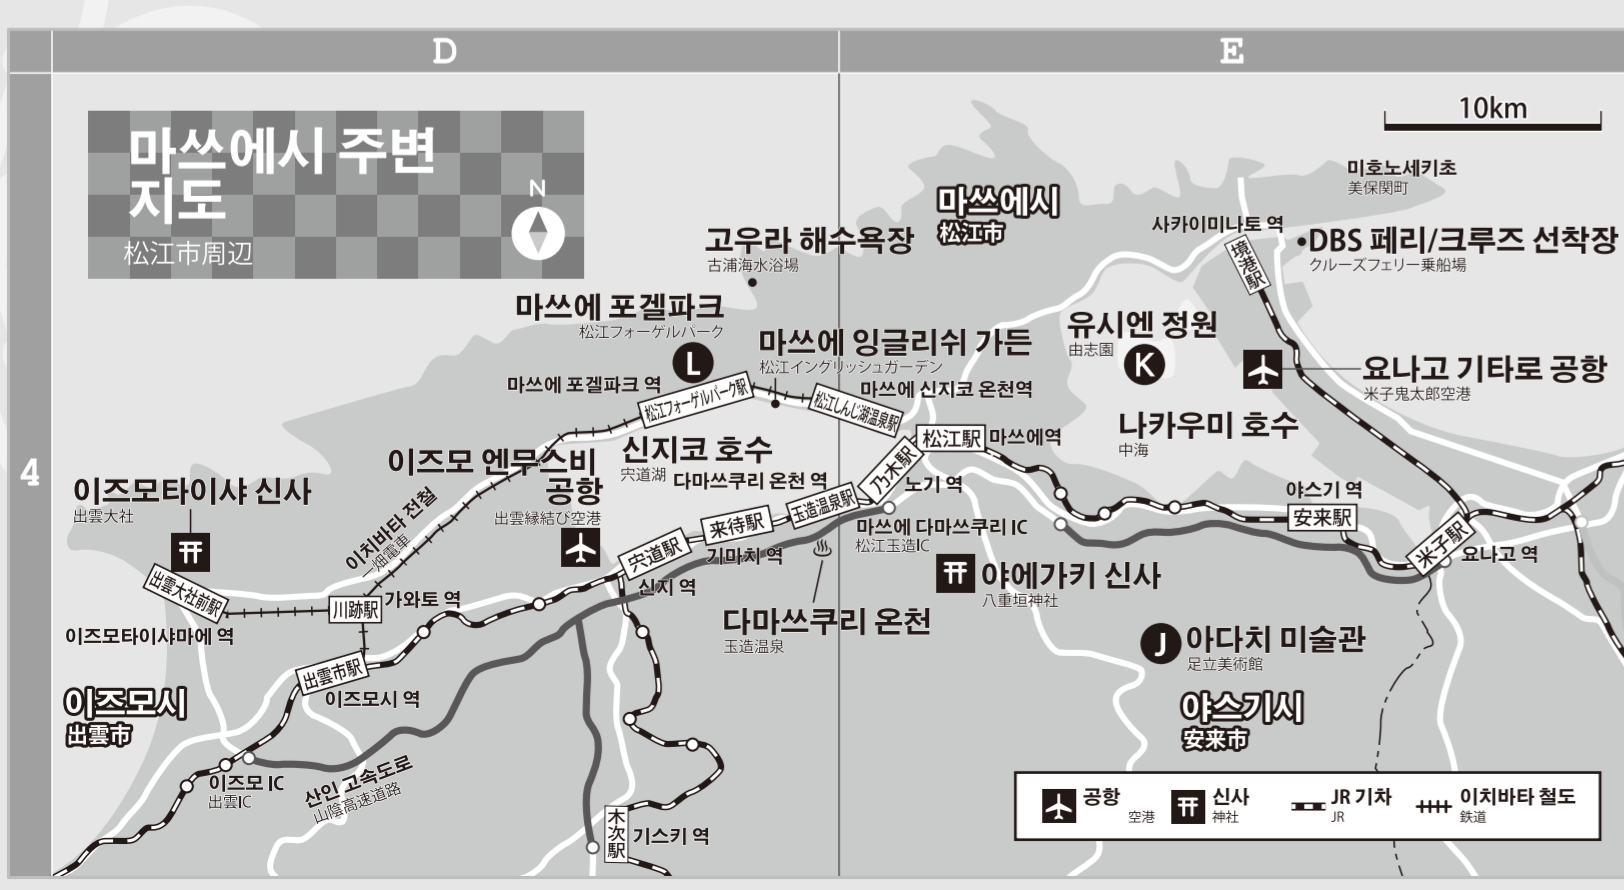 D
E
4
마쓰에시 주변
지도
松江市周辺
N
10km
미호노세키초
美保関町
마쓰에시
松江市
사카이미나토 역
境港駅
DBS 페리/크루즈 선착장
クルーズフェリー乗船場
고우라 해수욕장
古浦海水浴場
마쓰에 포겔파크
松江フォーゲルパーク
L
마쓰에 잉글리쉬 가든
松江イングリッシュガーデン
유시엔 정원
由志園
K
요나고 기타로 공항
米子鬼太郎空港
마쓰에 포겔파크 역
松江フォーゲルパーク駅
마쓰에 신지코 온천역
松江しんじ湖温泉駅
나카우미 호수
中海
松江駅
마쓰에역
신지코 호수
宍道湖
이즈모 엔무스비
공항
出雲縁結び空港
다마쓰쿠리 온천 역
玉造温泉駅
乃木駅
노기 역
이즈모타이샤 신사
出雲大社
이치바타 전철
一畑電車
来待駅
기마치 역
마쓰에 다마쓰쿠리 IC
松江玉造IC
야스기 역
安来駅
米子駅
요나고 역
宍道駅
신지 역
야에가키 신사
八重垣神社
다마쓰쿠리 온천
玉造温泉
出雲大社前駅
이즈모타이샤마에 역
川跡駅
가와토 역
出雲市駅
이즈모시 역
J
아다치 미술관
足立美術館
이즈모시
出雲市
야스기시
安来市
이즈모 IC
出雲IC
산인 고속도로
山陰高速道路
木次駅
기스키 역
공항
空港
신사
神社
JR 기차
JR
이치바타 철도
鉄道